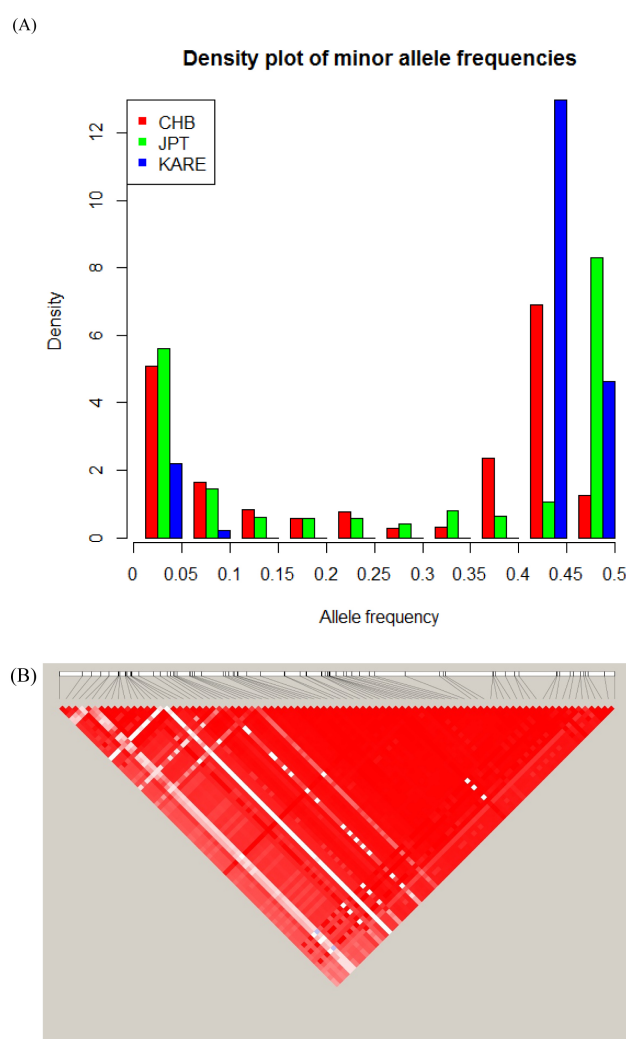 (A)
Density plot of minor allele frequencies
CHB
JPT
KARE
Density
0 2 4 6 8 10 12
0 0.05 0.1 0.15 0.2 0.25 0.3 0.35 0.4 0.45 0.5
Allele frequency
(B)